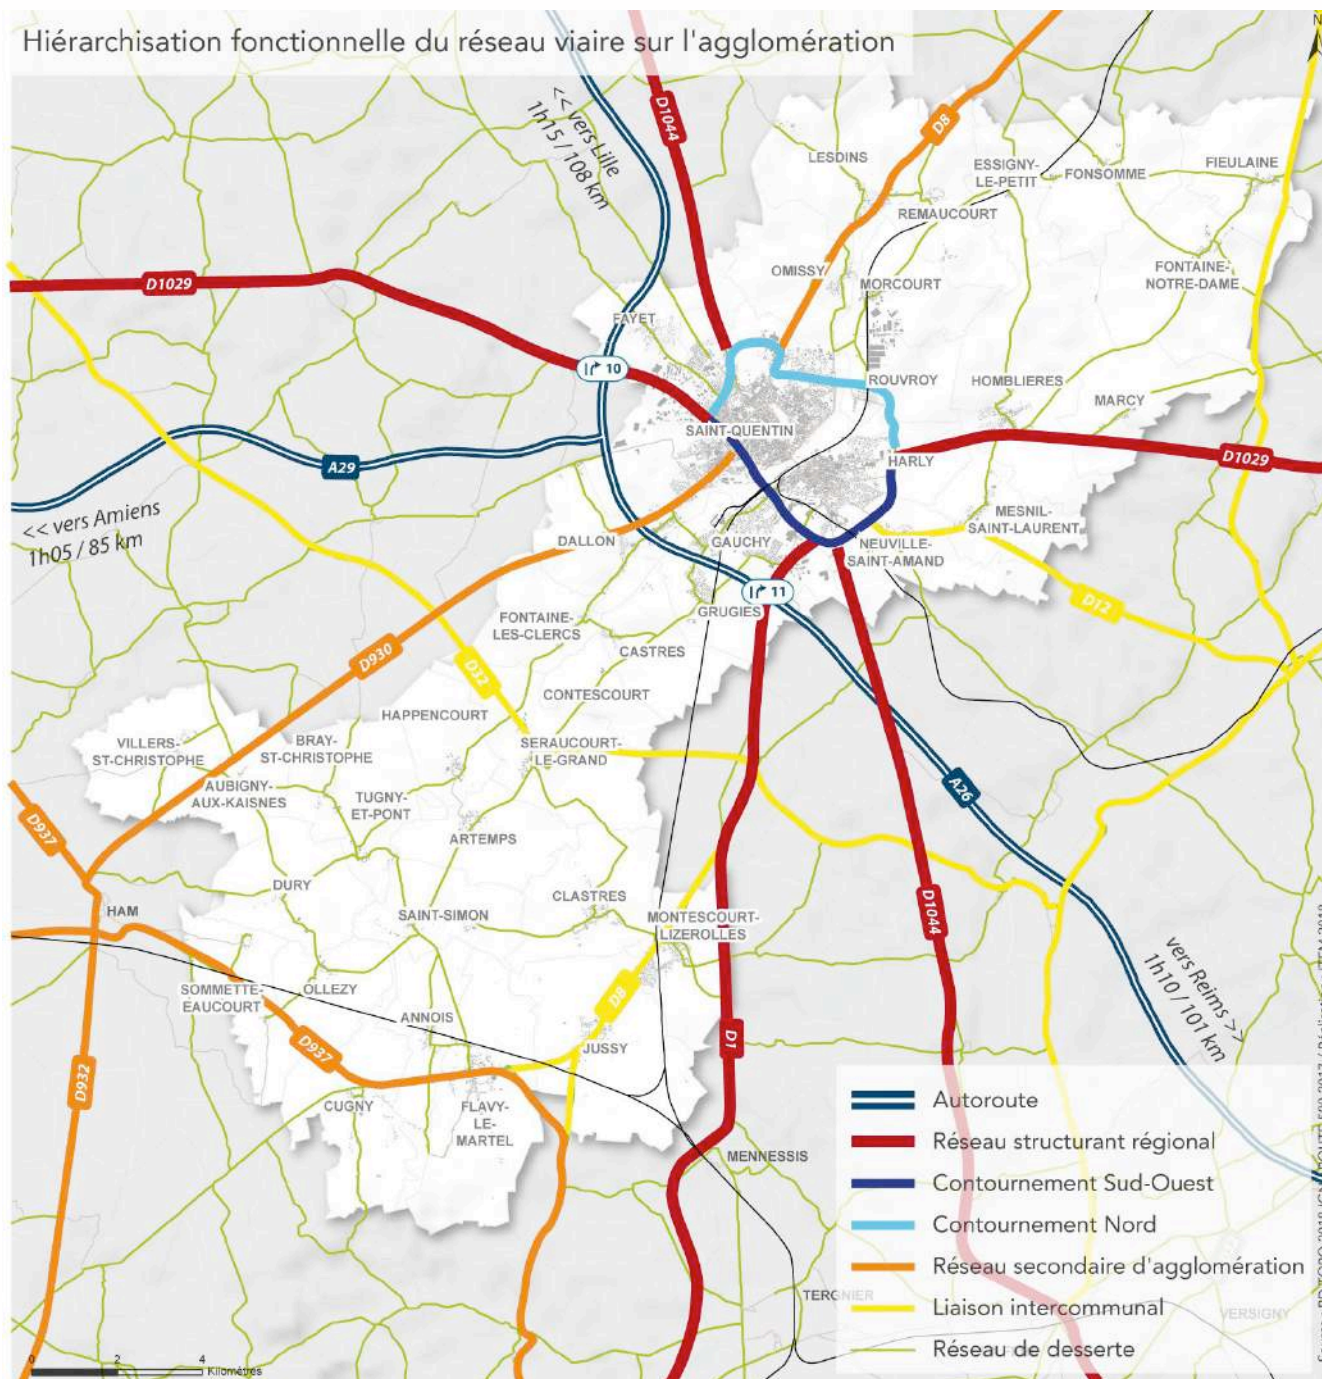 Hiérarchisation fonctionnelle du réseau viaire sur l'agglomération
N
<< vers Lille
1h15 / 108 km
D1044
D8
LESDINS
ESSIGNY-
LE-PETIT
FONSOMME
FIEULAINE
REMAUCOURT
OMISSY
MORCOURT
FONTAINE-
NOTRE-DAME
D1029
FAYET
10
ROUVROY
HOMBLIERES
MARCY
SAINT-QUENTIN
HARLY
D1029
A29
<< vers Amiens
1h05 / 85 km
DALLON
GAUCHY
NEUVILLE-
SAINT-AMAND
MESNIL-
SAINT-LAURENT
11
D12
GRUGIES
FONTAINE-
LES-CLERCS
CASTRES
D930
D32
CONTESCOURT
HAPPENCOURT
VILLERS-
ST-CHRISTOPHE
BRAY-
ST-CHRISTOPHE
SERAUCOURT-
LE-GRAND
AUBIGNY-
AUX-KAISNES
TUGNY-
ET-PONT
A26
D937
ARTEMPS
DURY
CLASTRES
HAM
SAINT-SIMON
MONTESCOURT-
LIZEROLLES
D1044
vers Reims >>
1h10 / 101 km
SOMMETTE-
EAUCOURT
OLLEZY
D8
ANNOIS
D937
JUSSY
D1
D932
CUGNY
FLAVY-
LE-
MARTEL
MENNESSIS
TERGNIER
VERSIGNY
Autoroute
Réseau structurant régional
Contournement Sud-Ouest
Contournement Nord
Réseau secondaire d'agglomération
Liaison intercommunal
Réseau de desserte
0 2 4
Kilomètres